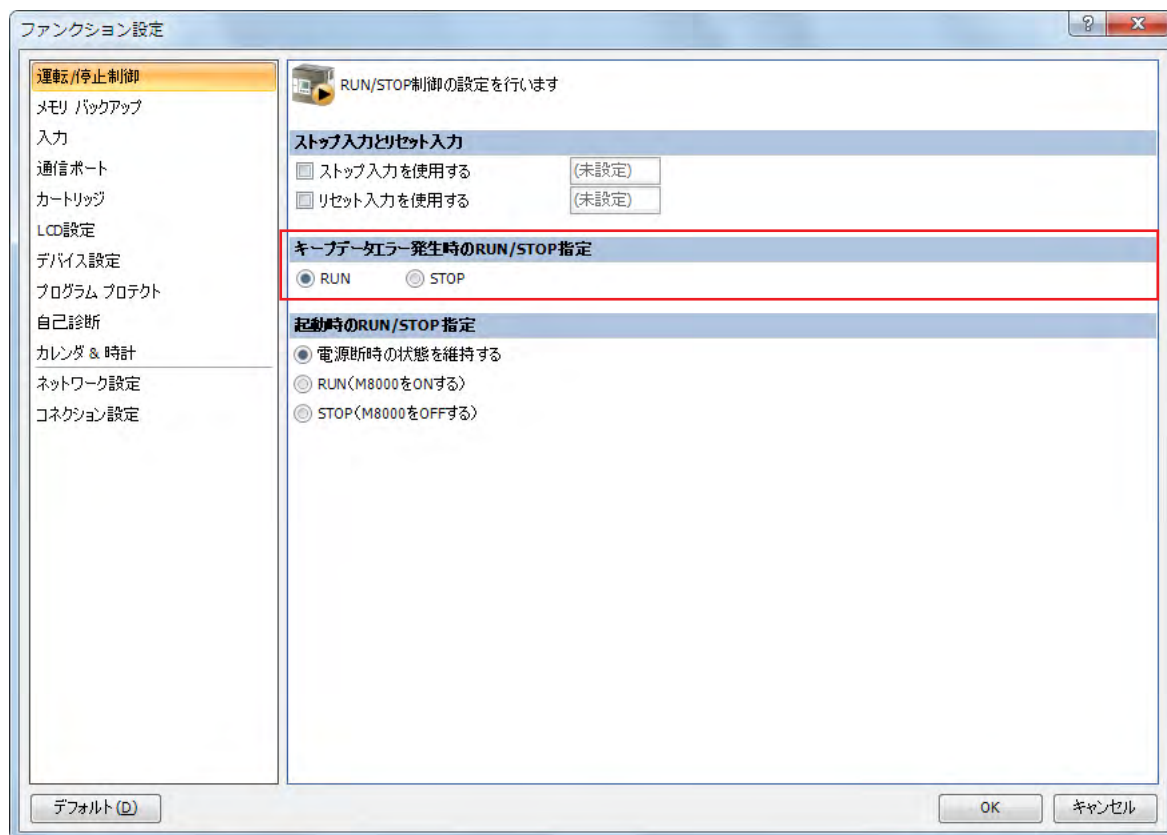 ファンクション設定
運転/停止制御
メモリ バックアップ
入力
通信ポート
カートリッジ
LCD設定
デバイス設定
プログラム プロテクト
自己診断
カレンダ & 時計
ネットワーク設定
コネクション設定
RUN/STOP制御の設定を行います
ストップ入力とリセット入力
ストップ入力を使用する (未設定)
リセット入力を使用する (未設定)
キープデータエラー発生時のRUN/STOP指定
RUN STOP
起動時のRUN/STOP指定
電源断時の状態を維持する
RUN(M8000をONする)
STOP(M8000をOFFする)
デフォルト(D) OK キャンセル